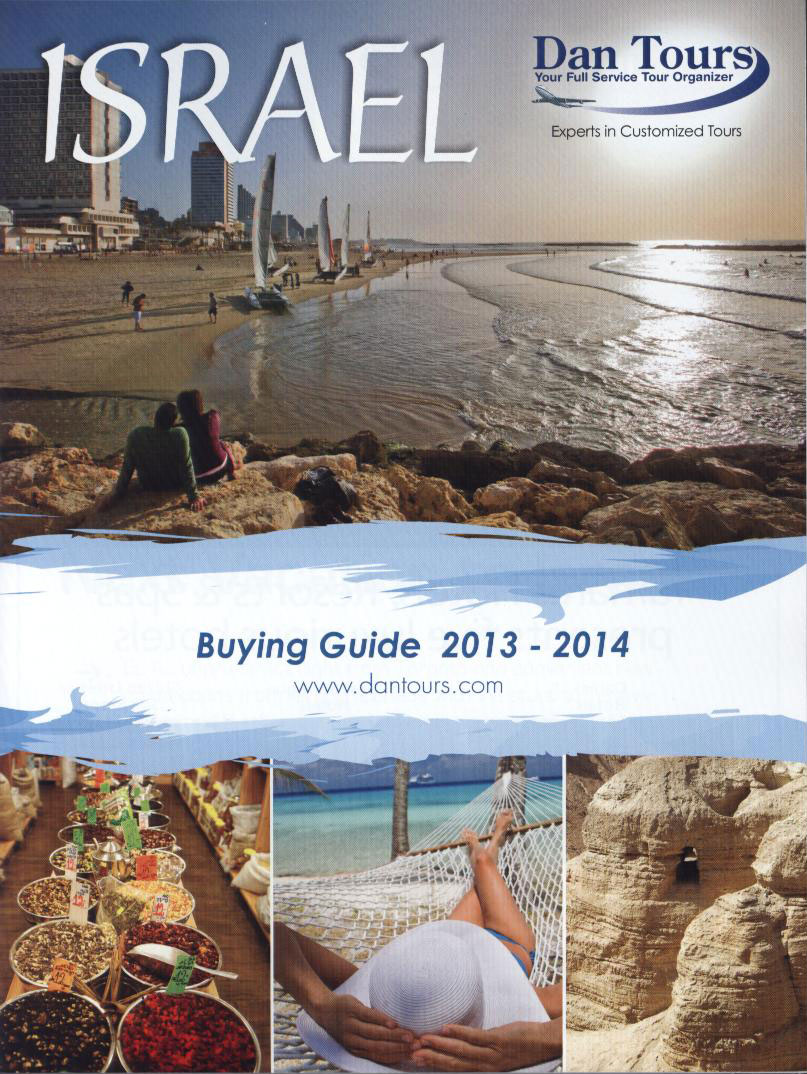 ISRAEL
Dan Tours
Your Full Service Tour Organizer
Experts in Customized Tours
Buying Guide 2013 - 2014
www.dantours.com